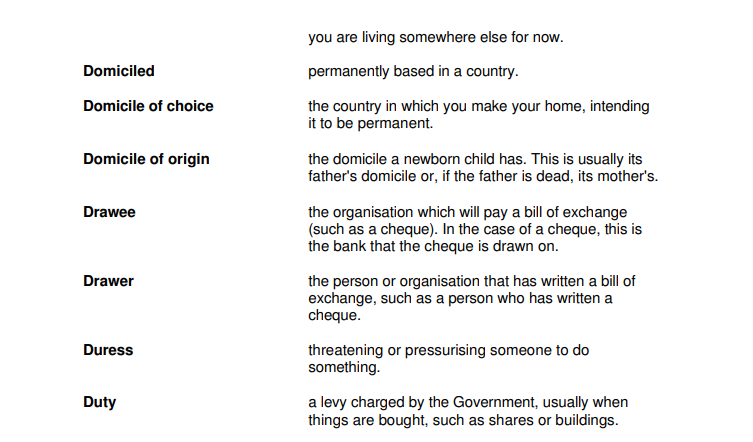 you are living somewhere else for now.
Domiciled permanently based in a country.
Domicile of choice the country in which you make your home, intending
it to be permanent.
Domicile of origin the domicile a newborn child has. This is usually its
father's domicile or, if the father is dead, its mother's.
Drawee the organisation which will pay a bill of exchange
(such as a cheque). In the case of a cheque, this is
the bank that the cheque is drawn on.
Drawer the person or organisation that has written a bill of
exchange, such as a person who has written a
cheque.
Duress threatening or pressurising someone to do
something.
Duty a levy charged by the Government, usually when
things are bought, such as shares or buildings.